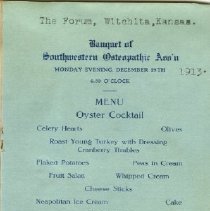 The Forum, Witchita,Kansas.
Banquet of
Southwestern Osteopathic Ass'n
MONDAY EVENING, DECEMBER 15TH
1913.
6:30 O'CLOCK
MENU
Oyster Cocktail
Celery Hearts Olives
Roast Young Turkey with Dressing
Cranberry Timbles
Flaked Potatoes Peas in Cream
Fruit Salad Whipped Cream
Cheese Sticks
Neapolitan Ice Cream Cake